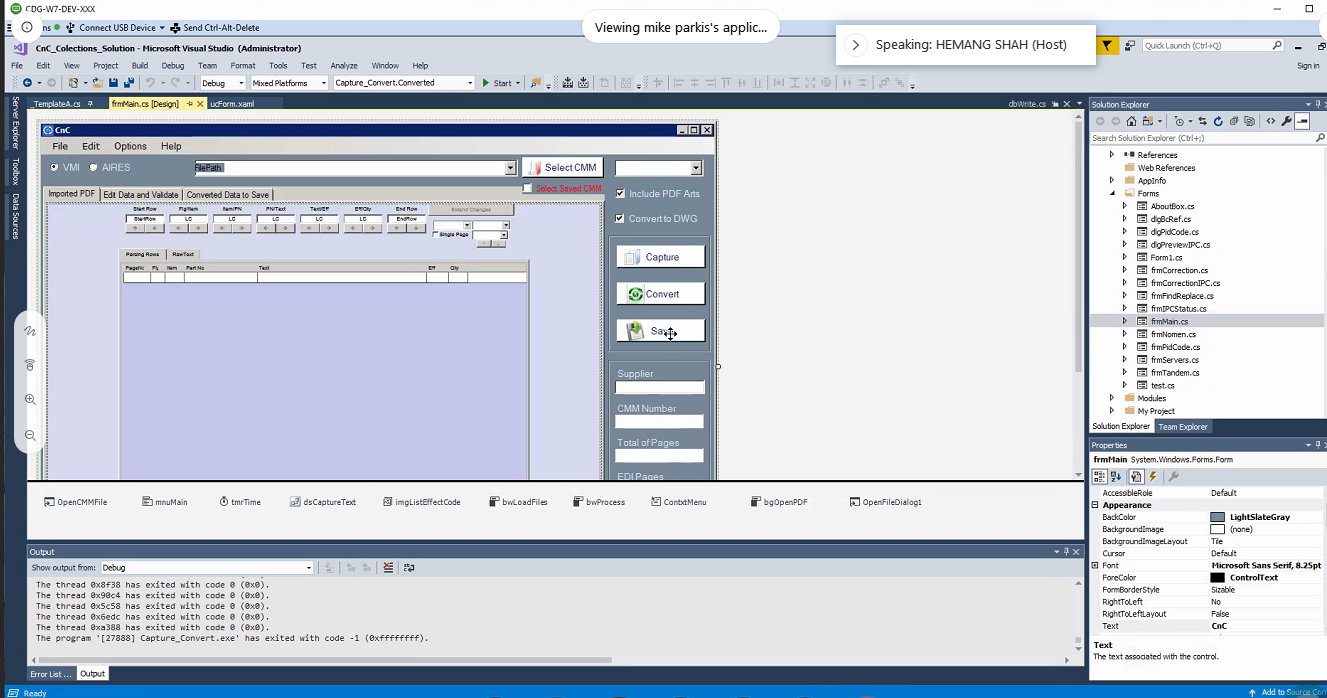 CDG-W7-DEV-XXX
Connect USB Device
Send Ctrl-Alt-Delete
Viewing mike parkis's applic...
Speaking: HEMANG SHAH (Host)
CnC_Colections_Solution - Microsoft Visual Studio (Administrator)
Quick Launch (Ctrl+Q)
File Edit View Project Build Debug Team Format Tools Test Analyze Window Help
Sign in
Debug Mixed Platforms Capture_Convert.Converted Start
_TemplateA.cs
frmMain.cs [Design]
ucForm.xaml
dbWrite.cs
Server Explorer
Toolbox
Data Sources
CnC
File Edit Options Help
VMI AIRES
FilePath
Select CMM
Select Saved CMM
Imported PDF
Edit Data and Validate
Converted Data to Save
Include PDF Arts
Convert to DWG
Start Row Fig/Item Item/PN PN/Text Text/Eff Eff/Qty End Row
StartRow LC LC LC LC LC EndRow
Extend Changes
Single Page
Parsing Rows RawText
PageNo Fig Item Part No Text Eff Qty
Capture
Convert
Save
Supplier
CMM Number
Total of Pages
EDI Pages
OpenCMMFile mnuMain tmrTime dsCaptureText imgListEffectCode bwLoadFiles bwProcess ContxtMenu bgOpenPDF OpenFileDialog1
Output
Show output from: Debug
The thread 0x8f38 has exited with code 0 (0x0).
The thread 0x90c4 has exited with code 0 (0x0).
The thread 0x5c58 has exited with code 0 (0x0).
The thread 0x6edc has exited with code 0 (0x0).
The thread 0xa388 has exited with code 0 (0x0).
The program '[27888] Capture_Convert.exe' has exited with code -1 (0xffffffff).
Error List ... Output
Ready
Solution Explorer
Search Solution Explorer (Ctrl+;)
References
Web References
AppInfo
Forms
AboutBox.cs
dlgBcRef.cs
dlgPidCode.cs
dlgPreviewIPC.cs
Form1.cs
frmCorrection.cs
frmCorrectionIPC.cs
frmFindReplace.cs
frmIPCStatus.cs
frmMain.cs
frmNomen.cs
frmPidCode.cs
frmServers.cs
frmTandem.cs
test.cs
Modules
My Project
Solution Explorer Team Explorer
Properties
frmMain System.Windows.Forms.Form
AccessibleRole Default
Appearance
BackColor LightSlateGray
BackgroundImage (none)
BackgroundImageLayout Tile
Cursor Default
Font Microsoft Sans Serif, 8.25pt
ForeColor ControlText
FormBorderStyle Sizable
RightToLeft No
RightToLeftLayout False
Text CnC
Text
The text associated with the control.
Add to Source Con